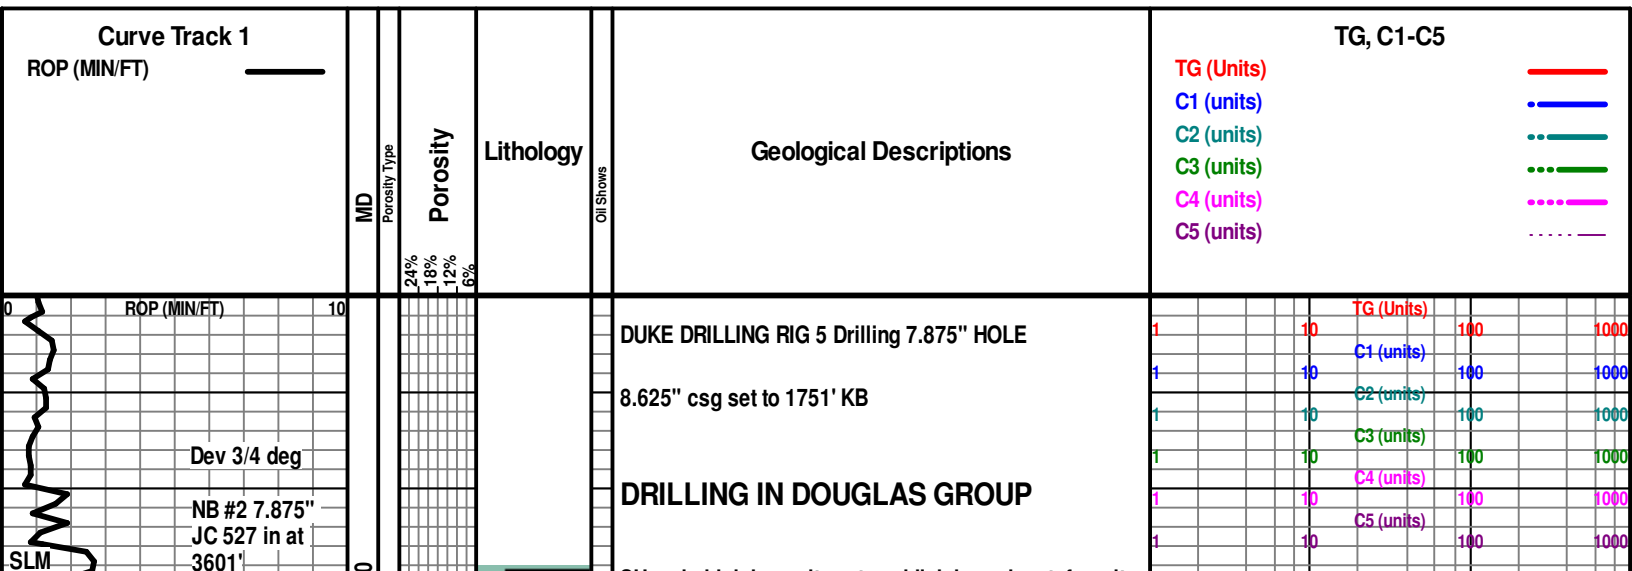 Curve Track 1
ROP (MIN/FT)
MD
Porosity Type
Porosity
24%
18%
12%
6%
Lithology
Oil Shows
Geological Descriptions
TG, C1-C5
TG (Units)
C1 (units)
C2 (units)
C3 (units)
C4 (units)
C5 (units)
0 ROP (MIN/FT) 10
Dev 3/4 deg
NB #2 7.875"
JC 527 in at
3601'
SLM
DUKE DRILLING RIG 5 Drilling 7.875" HOLE
8.625" csg set to 1751' KB
DRILLING IN DOUGLAS GROUP
TG (Units)
1 10 100 1000
C1 (units)
1 10 100 1000
C2 (units)
1 10 100 1000
C3 (units)
1 10 100 1000
C4 (units)
1 10 100 1000
C5 (units)
1 10 100 1000